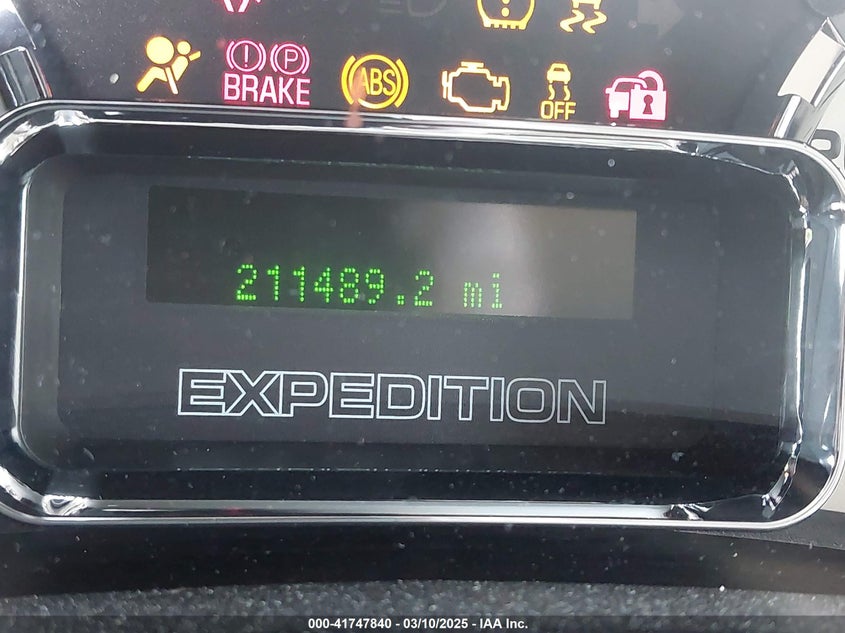 BRAKE
ABS
OFF
211489.2 mi
EXPEDITION
000-41747840 - 03/10/2025 - IAA Inc.